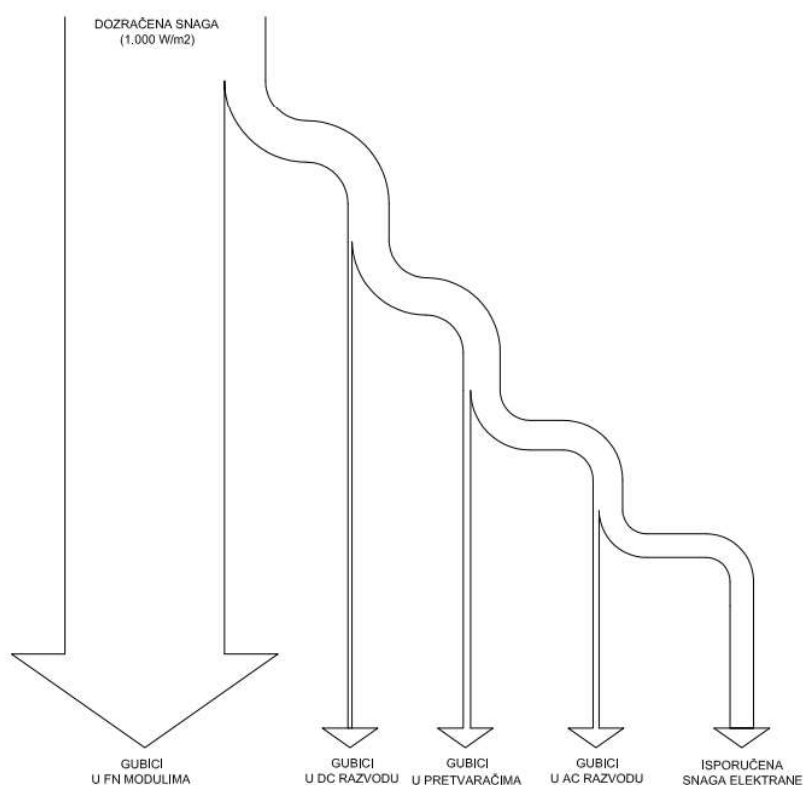 DOZRAČENA SNAGA
(1.000 W/m2)
GUBICI
U FN MODULIMA
GUBICI
U DC RAZVODU
GUBICI
U PRETVARAČIMA
GUBICI
U AC RAZVODU
ISPORUČENA
SNAGA ELEKTRANE